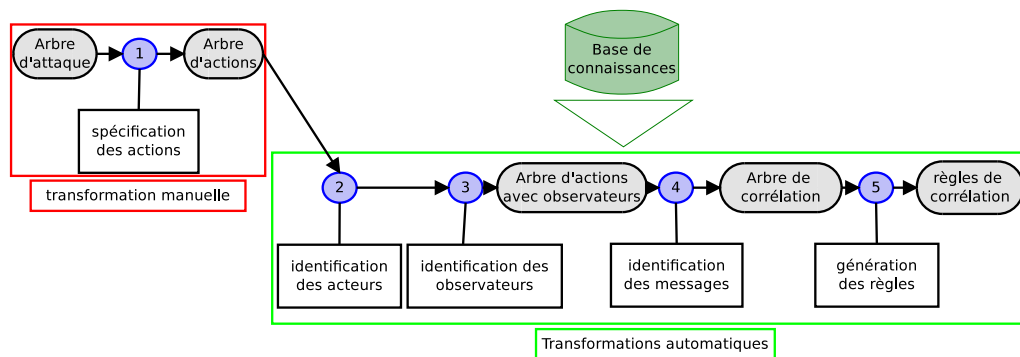 Arbre
d'attaque
1
Arbre
d'actions
spécification
des actions
transformation manuelle
Base de
connaissances
2
3
Arbre d'actions
avec observateurs
4
Arbre de
corrélation
5
règles de
corrélation
identification
des acteurs
identification des
observateurs
identification
des messages
génération
des règles
Transformations automatiques